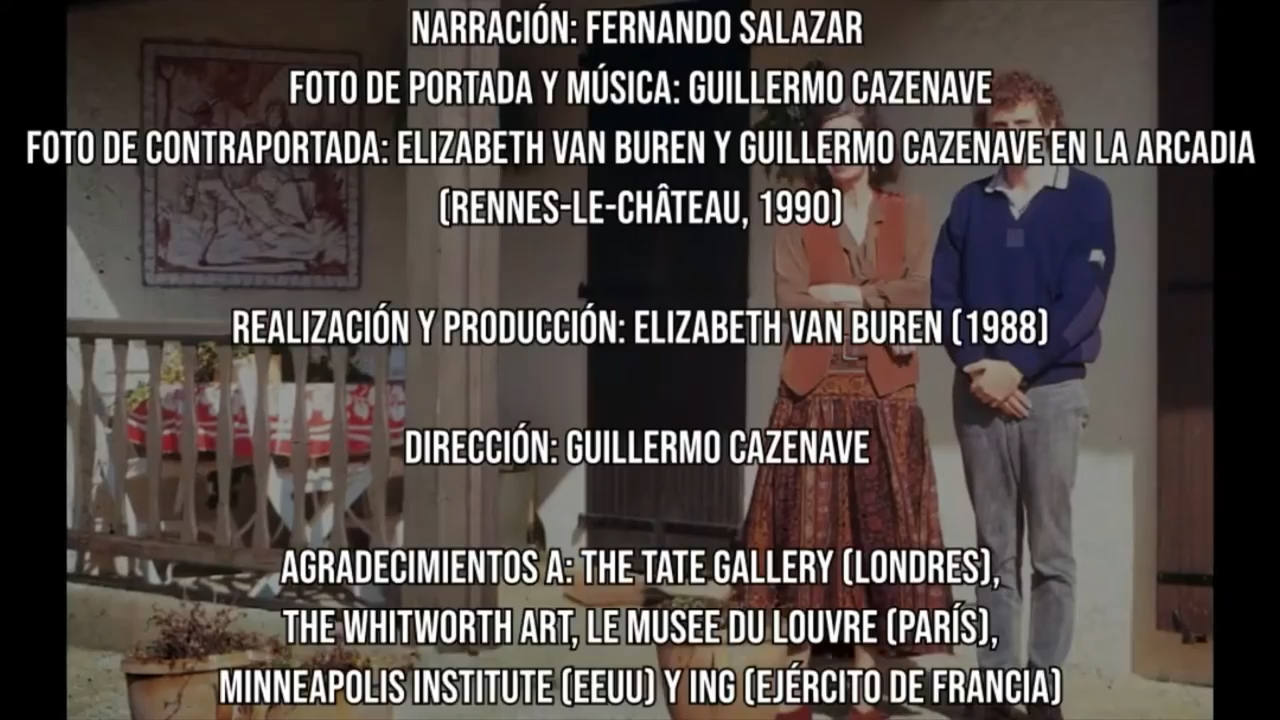 NARRACIÓN: FERNANDO SALAZAR
FOTO DE PORTADA Y MÚSICA: GUILLERMO CAZENAVE
FOTO DE CONTRAPORTADA: ELIZABETH VAN BUREN Y GUILLERMO CAZENAVE EN LA ARCADIA
(RENNES-LE-CHÂTEAU, 1990)
REALIZACIÓN Y PRODUCCIÓN: ELIZABETH VAN BUREN (1988)
DIRECCIÓN: GUILLERMO CAZENAVE
AGRADECIMIENTOS A: THE TATE GALLERY (LONDRES),
THE WHITWORTH ART, LE MUSEE DU LOUVRE (PARÍS),
MINNEAPOLIS INSTITUTE (EEUU) Y ING (EJÉRCITO DE FRANCIA)